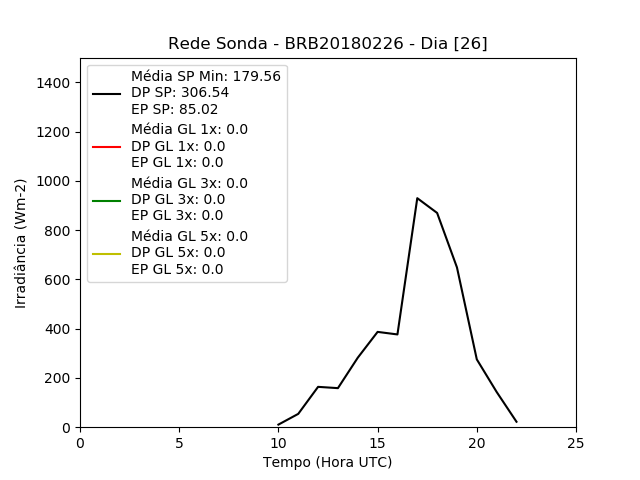 Rede Sonda - BRB20180226 - Dia [26]
Média SP Min: 179.56
DP SP: 306.54
EP SP: 85.02
Média GL 1x: 0.0
DP GL 1x: 0.0
EP GL 1x: 0.0
Média GL 3x: 0.0
DP GL 3x: 0.0
EP GL 3x: 0.0
Média GL 5x: 0.0
DP GL 5x: 0.0
EP GL 5x: 0.0
Irradiância (Wm-2)
1400
1200
1000
800
600
400
200
0
0 5 10 15 20 25
Tempo (Hora UTC)